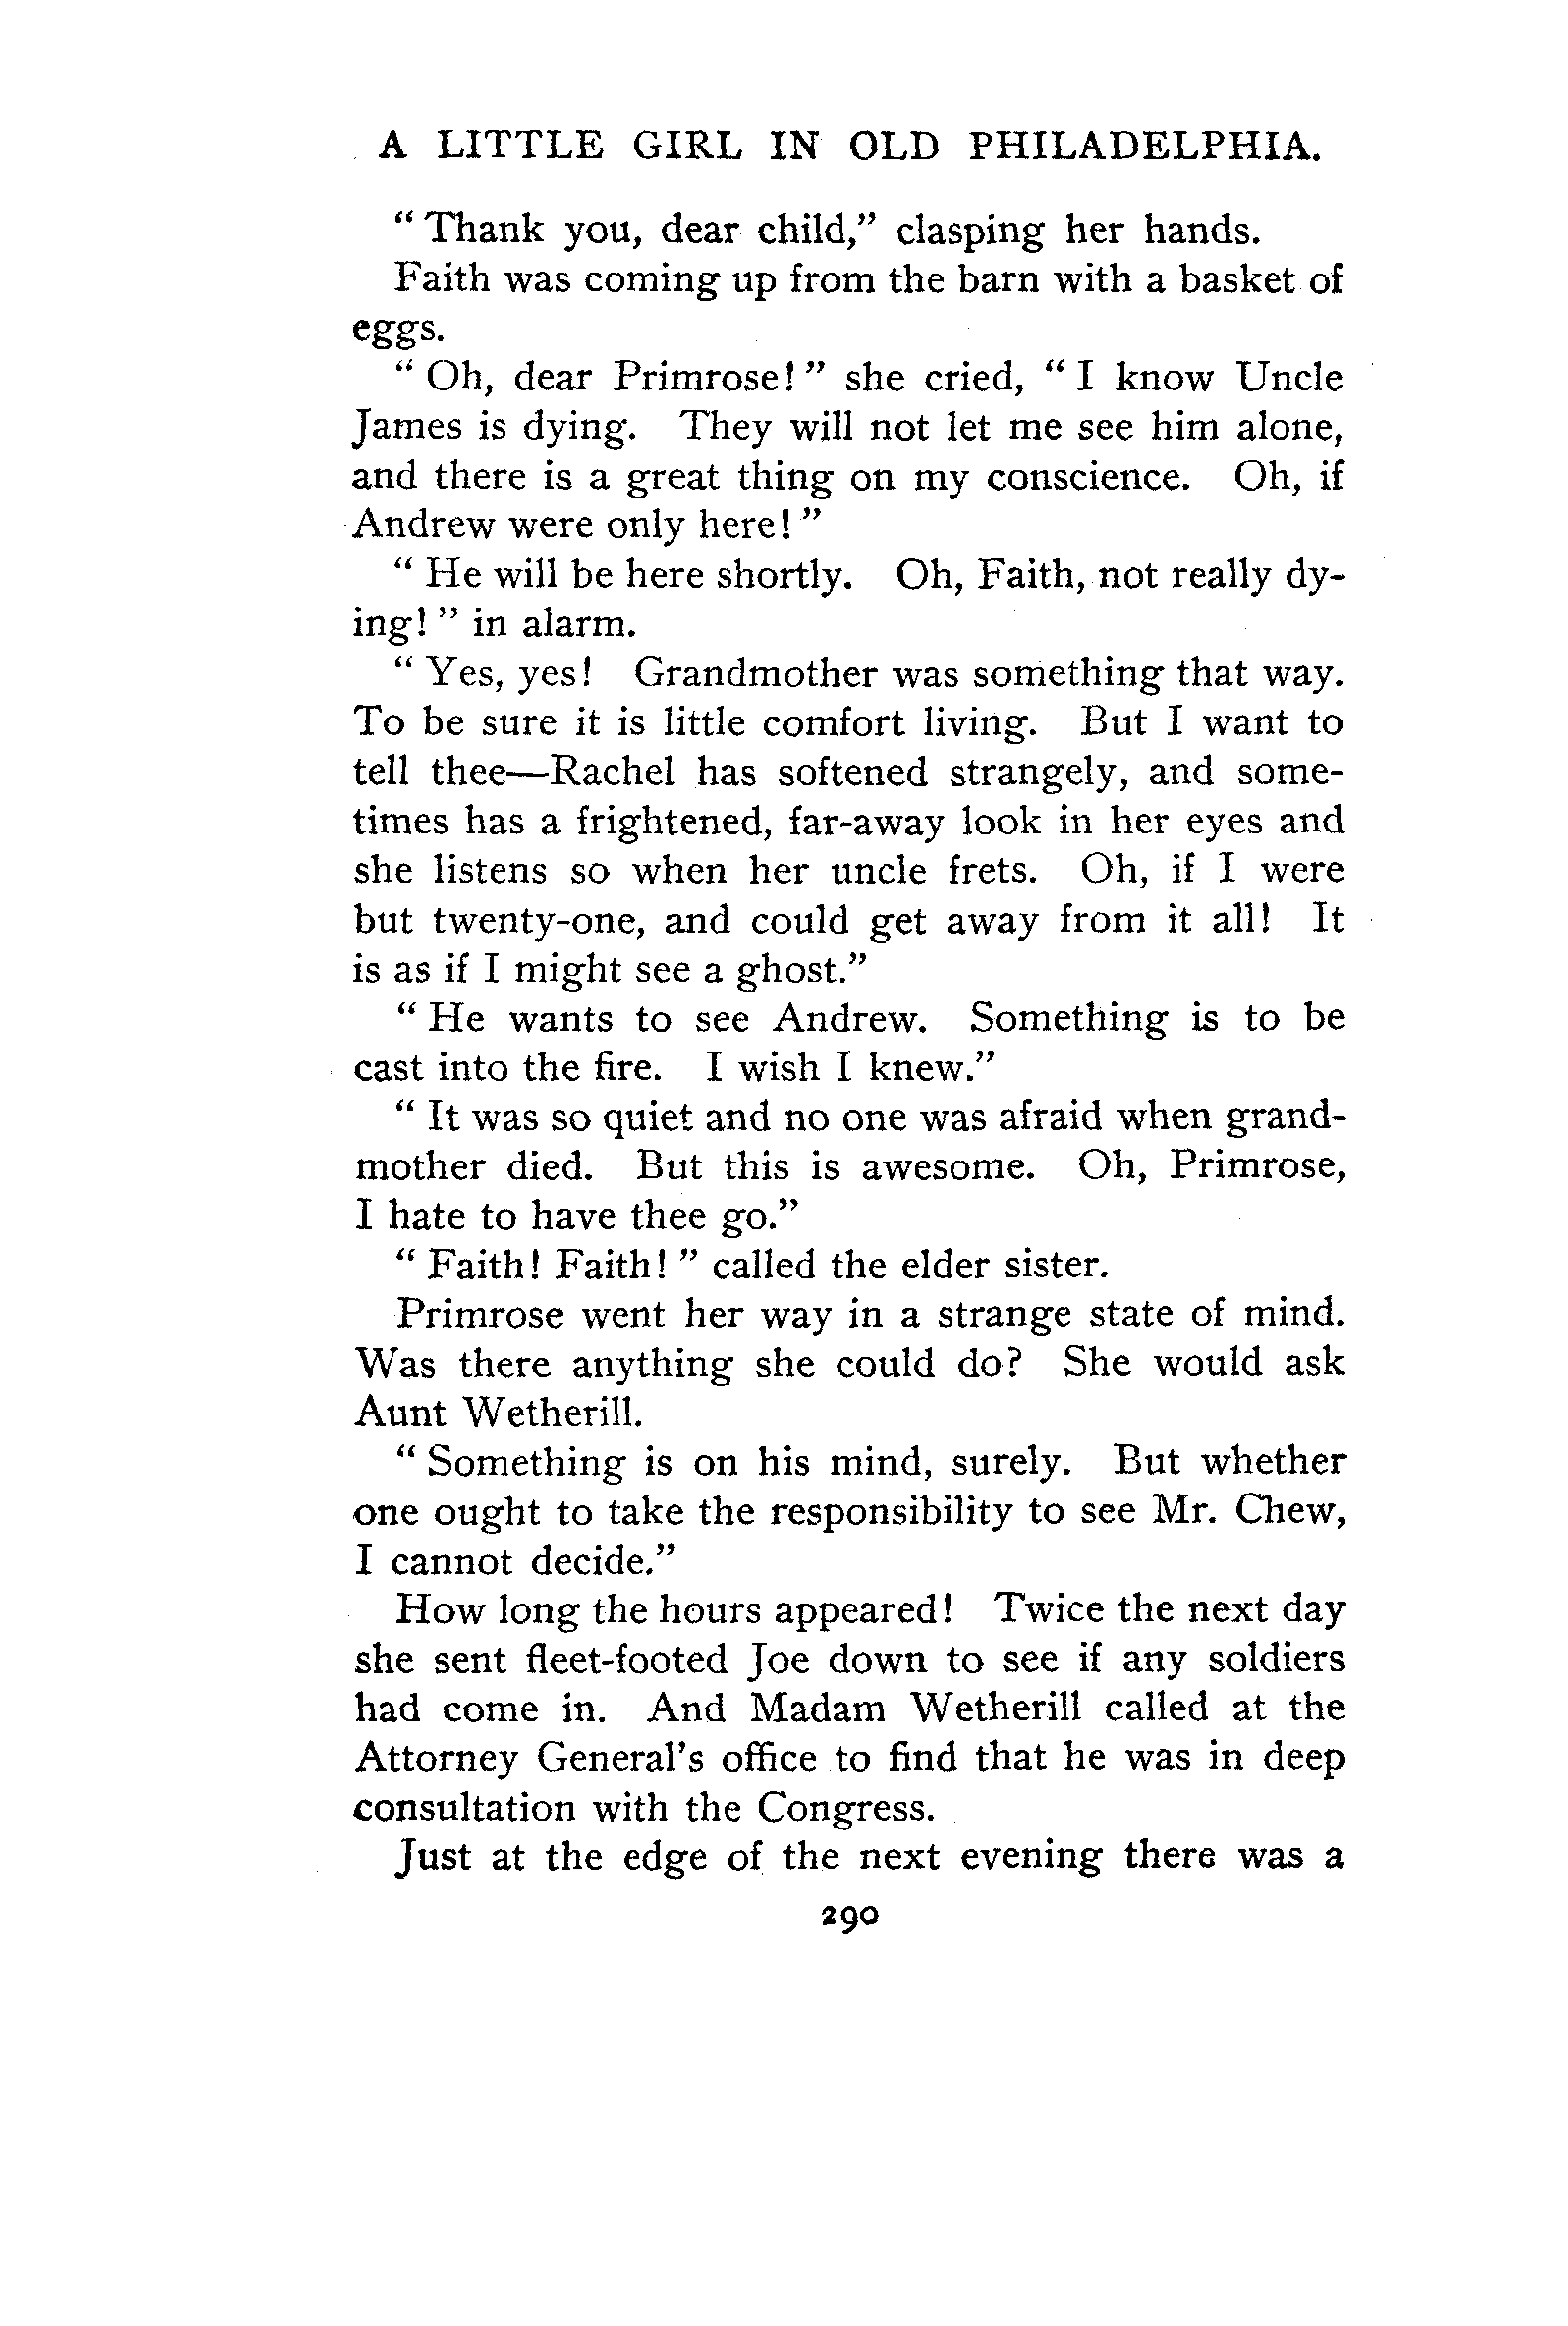 A LITTLE GIRL IN OLD PHILADELPHIA.
“Thank you, dear child,” clasping her hands.
Faith was coming up from the barn with a basket of
eggs.
“Oh, dear Primrose!” she cried, “I know Uncle
James is dying. They will not let me see him alone,
and there is a great thing on my conscience. Oh, if
Andrew were only here!”
“He will be here shortly. Oh, Faith, not really dy-
ing!” in alarm.
“Yes, yes! Grandmother was something that way.
To be sure it is little comfort living. But I want to
tell thee—Rachel has softened strangely, and some-
times has a frightened, far-away look in her eyes and
she listens so when her uncle frets. Oh, if I were
but twenty-one, and could get away from it all! It
is as if I might see a ghost.”
“He wants to see Andrew. Something is to be
cast into the fire. I wish I knew.”
“It was so quiet and no one was afraid when grand-
mother died. But this is awesome. Oh, Primrose,
I hate to have thee go.”
“Faith! Faith!” called the elder sister.
Primrose went her way in a strange state of mind.
Was there anything she could do? She would ask
Aunt Wetherill.
“Something is on his mind, surely. But whether
one ought to take the responsibility to see Mr. Chew,
I cannot decide.”
How long the hours appeared! Twice the next day
she sent fleet-footed Joe down to see if any soldiers
had come in. And Madam Wetherill called at the
Attorney General’s office to find that he was in deep
consultation with the Congress.
Just at the edge of the next evening there was a
290